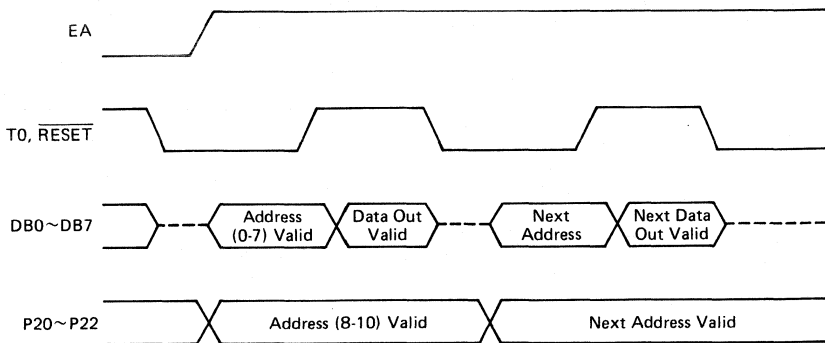 EA
T0, RESET
DB0~DB7
Address
(0-7) Valid
Data Out
Valid
Next
Address
Next Data
Out Valid
P20~P22
Address (8-10) Valid
Next Address Valid